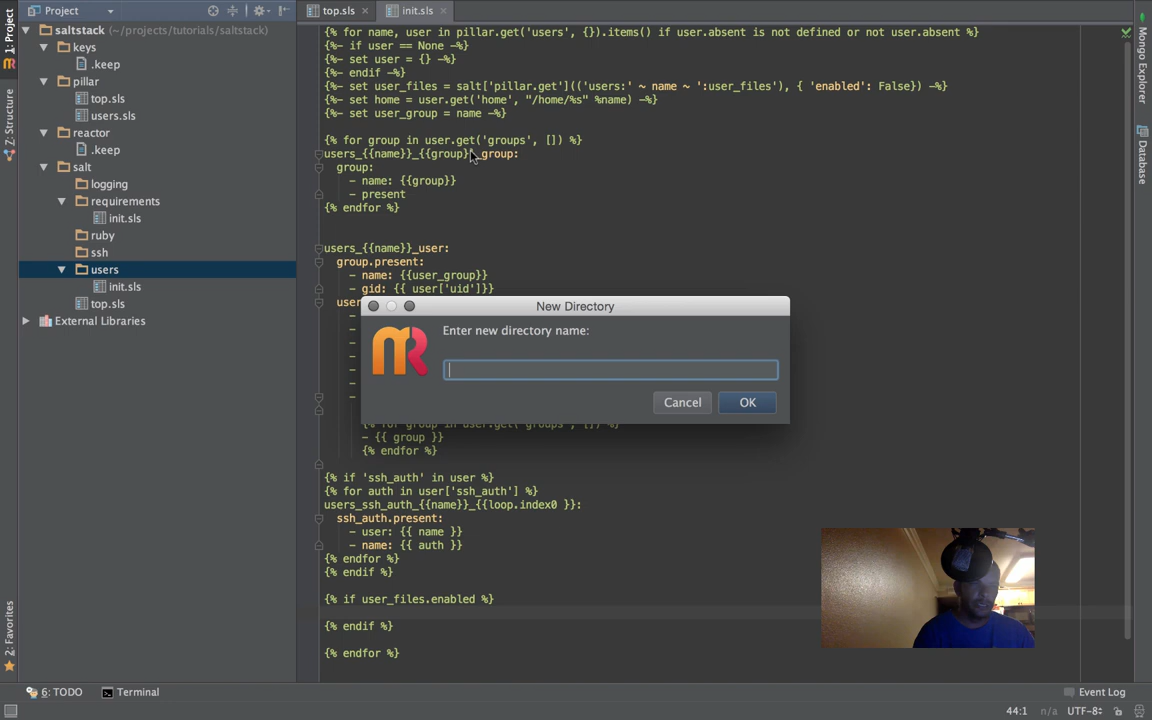 Project
top.sls
init.sls
1: Project
Z: Structure
2: Favorites
Mongo Explorer
Database
saltstack (~/projects/tutorials/saltstack)
keys
.keep
pillar
top.sls
users.sls
reactor
.keep
salt
logging
requirements
init.sls
ruby
ssh
users
init.sls
top.sls
External Libraries
{% for name, user in pillar.get('users', {}).items() if user.absent is not defined or not user.absent %}
{%- if user == None -%}
{%- set user = {} -%}
{%- endif -%}
{%- set user_files = salt['pillar.get'](('users:' ~ name ~ ':user_files'), { 'enabled': False}) -%}
{%- set home = user.get('home', "/home/%s" %name) -%}
{%- set user_group = name -%}
{% for group in user.get('groups', []) %}
users_{{name}}_{{group}}_group:
group:
- name: {{group}}
- present
{% endfor %}
users_{{name}}_user:
group.present:
- name: {{user_group}}
- gid: {{ user['uid']}}
user
New Directory
Enter new directory name:
Cancel
OK
{% for group in user.get('groups', []) %}
- {{ group }}
{% endfor %}
{% if 'ssh_auth' in user %}
{% for auth in user['ssh_auth'] %}
users_ssh_auth_{{name}}_{{loop.index0 }}:
ssh_auth.present:
- user: {{ name }}
- name: {{ auth }}
{% endfor %}
{% endif %}
{% if user_files.enabled %}
{% endif %}
{% endfor %}
6: TODO
Terminal
Event Log
44:1
n/a
UTF-8